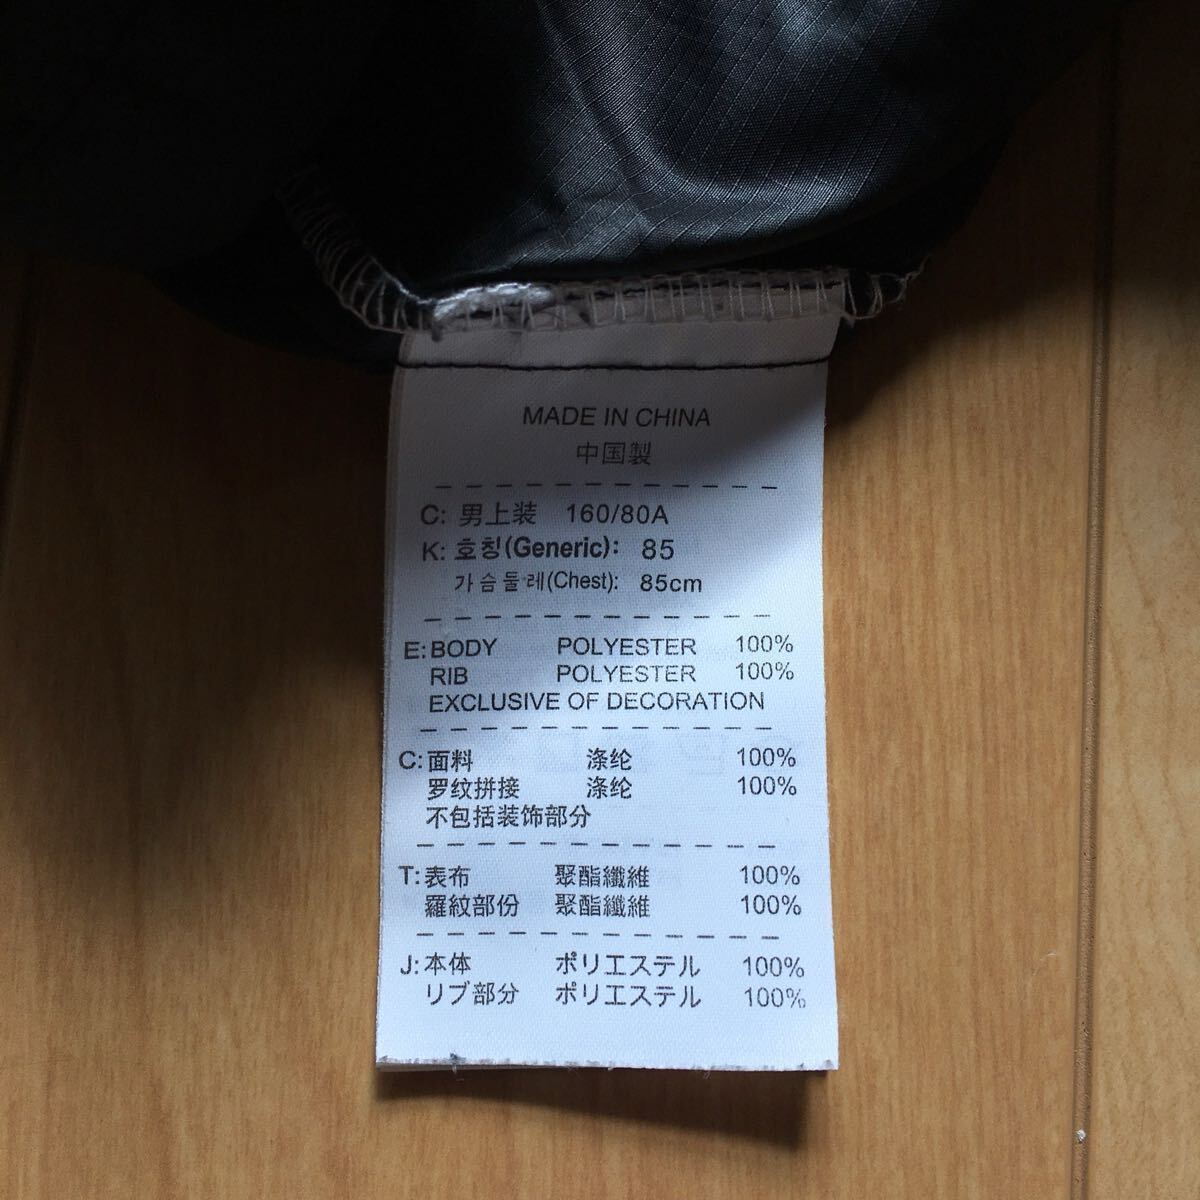 MADE IN CHINA
中国製
C: 男上装 160/80A
K: 호칭(Generic): 85
가슴둘레(Chest): 85cm
E: BODY POLYESTER 100%
RIB POLYESTER 100%
EXCLUSIVE OF DECORATION
C: 面料 涤纶 100%
罗纹拼接 涤纶 100%
不包括装饰部分
T: 表布 聚酯纖維 100%
羅紋部份 聚酯纖維 100%
J: 本体 ポリエステル 100%
リブ部分 ポリエステル 100%